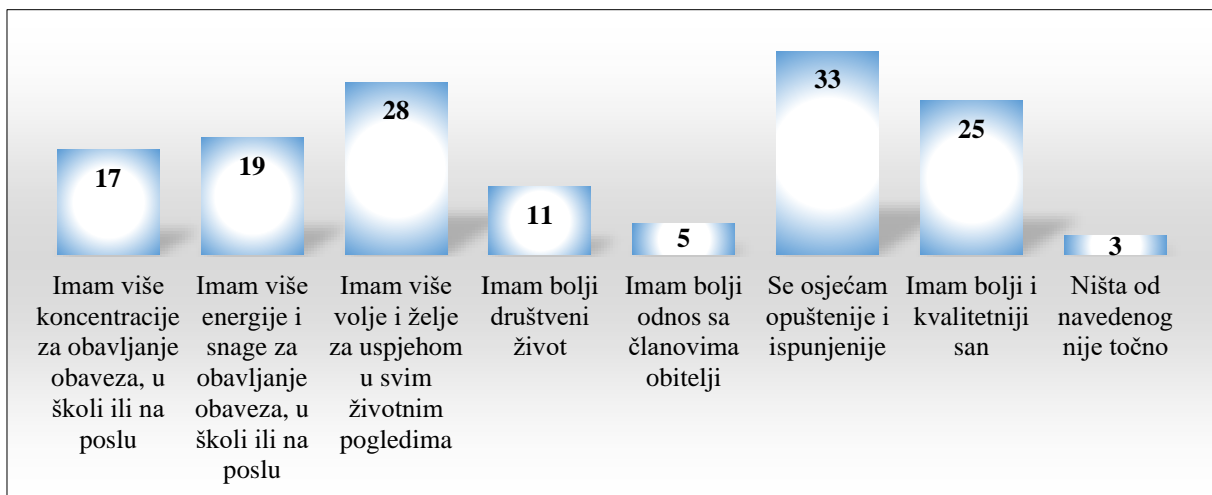 17
19
28
11
5
33
25
3
Imam više
koncentracije
za obavljanje
obaveza, u
školi ili na
poslu
Imam više
energije i
snage za
obavljanje
obaveza, u
školi ili na
poslu
Imam više
volje i želje
za uspjehom
u svim
životnim
pogledima
Imam bolji
društveni
život
Imam bolji
odnos sa
članovima
obitelji
Se osjećam
opuštenije i
ispunjenije
Imam bolji i
kvalitetniji
san
Ništa od
navedenog
nije točno